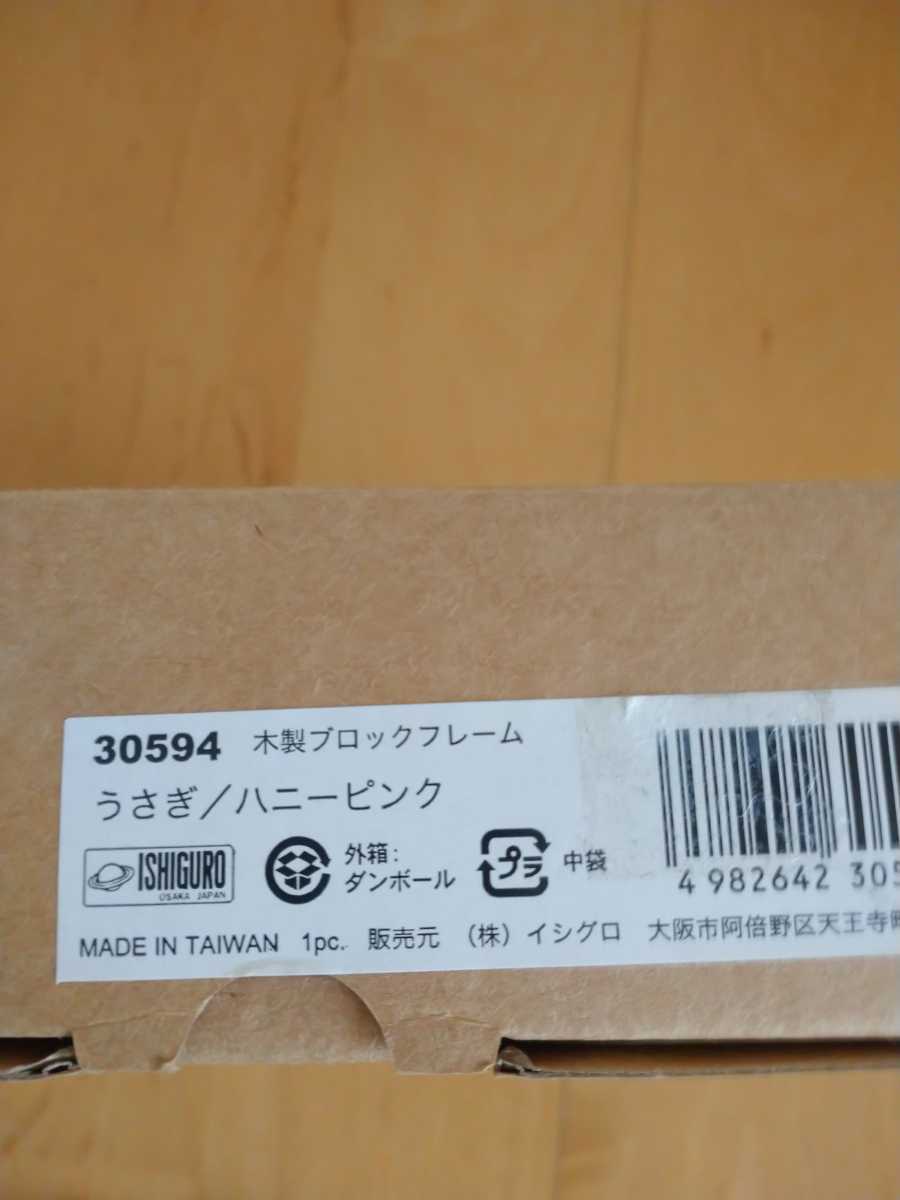 30594 木製ブロックフレーム
うさぎ／ハニーピンク
ISHIGURO
OSAKA JAPAN
外箱：
ダンボール
プラ
中袋
4 982642 305
MADE IN TAIWAN 1pc. 販売元 （株）イシグロ 大阪市阿倍野区天王寺町